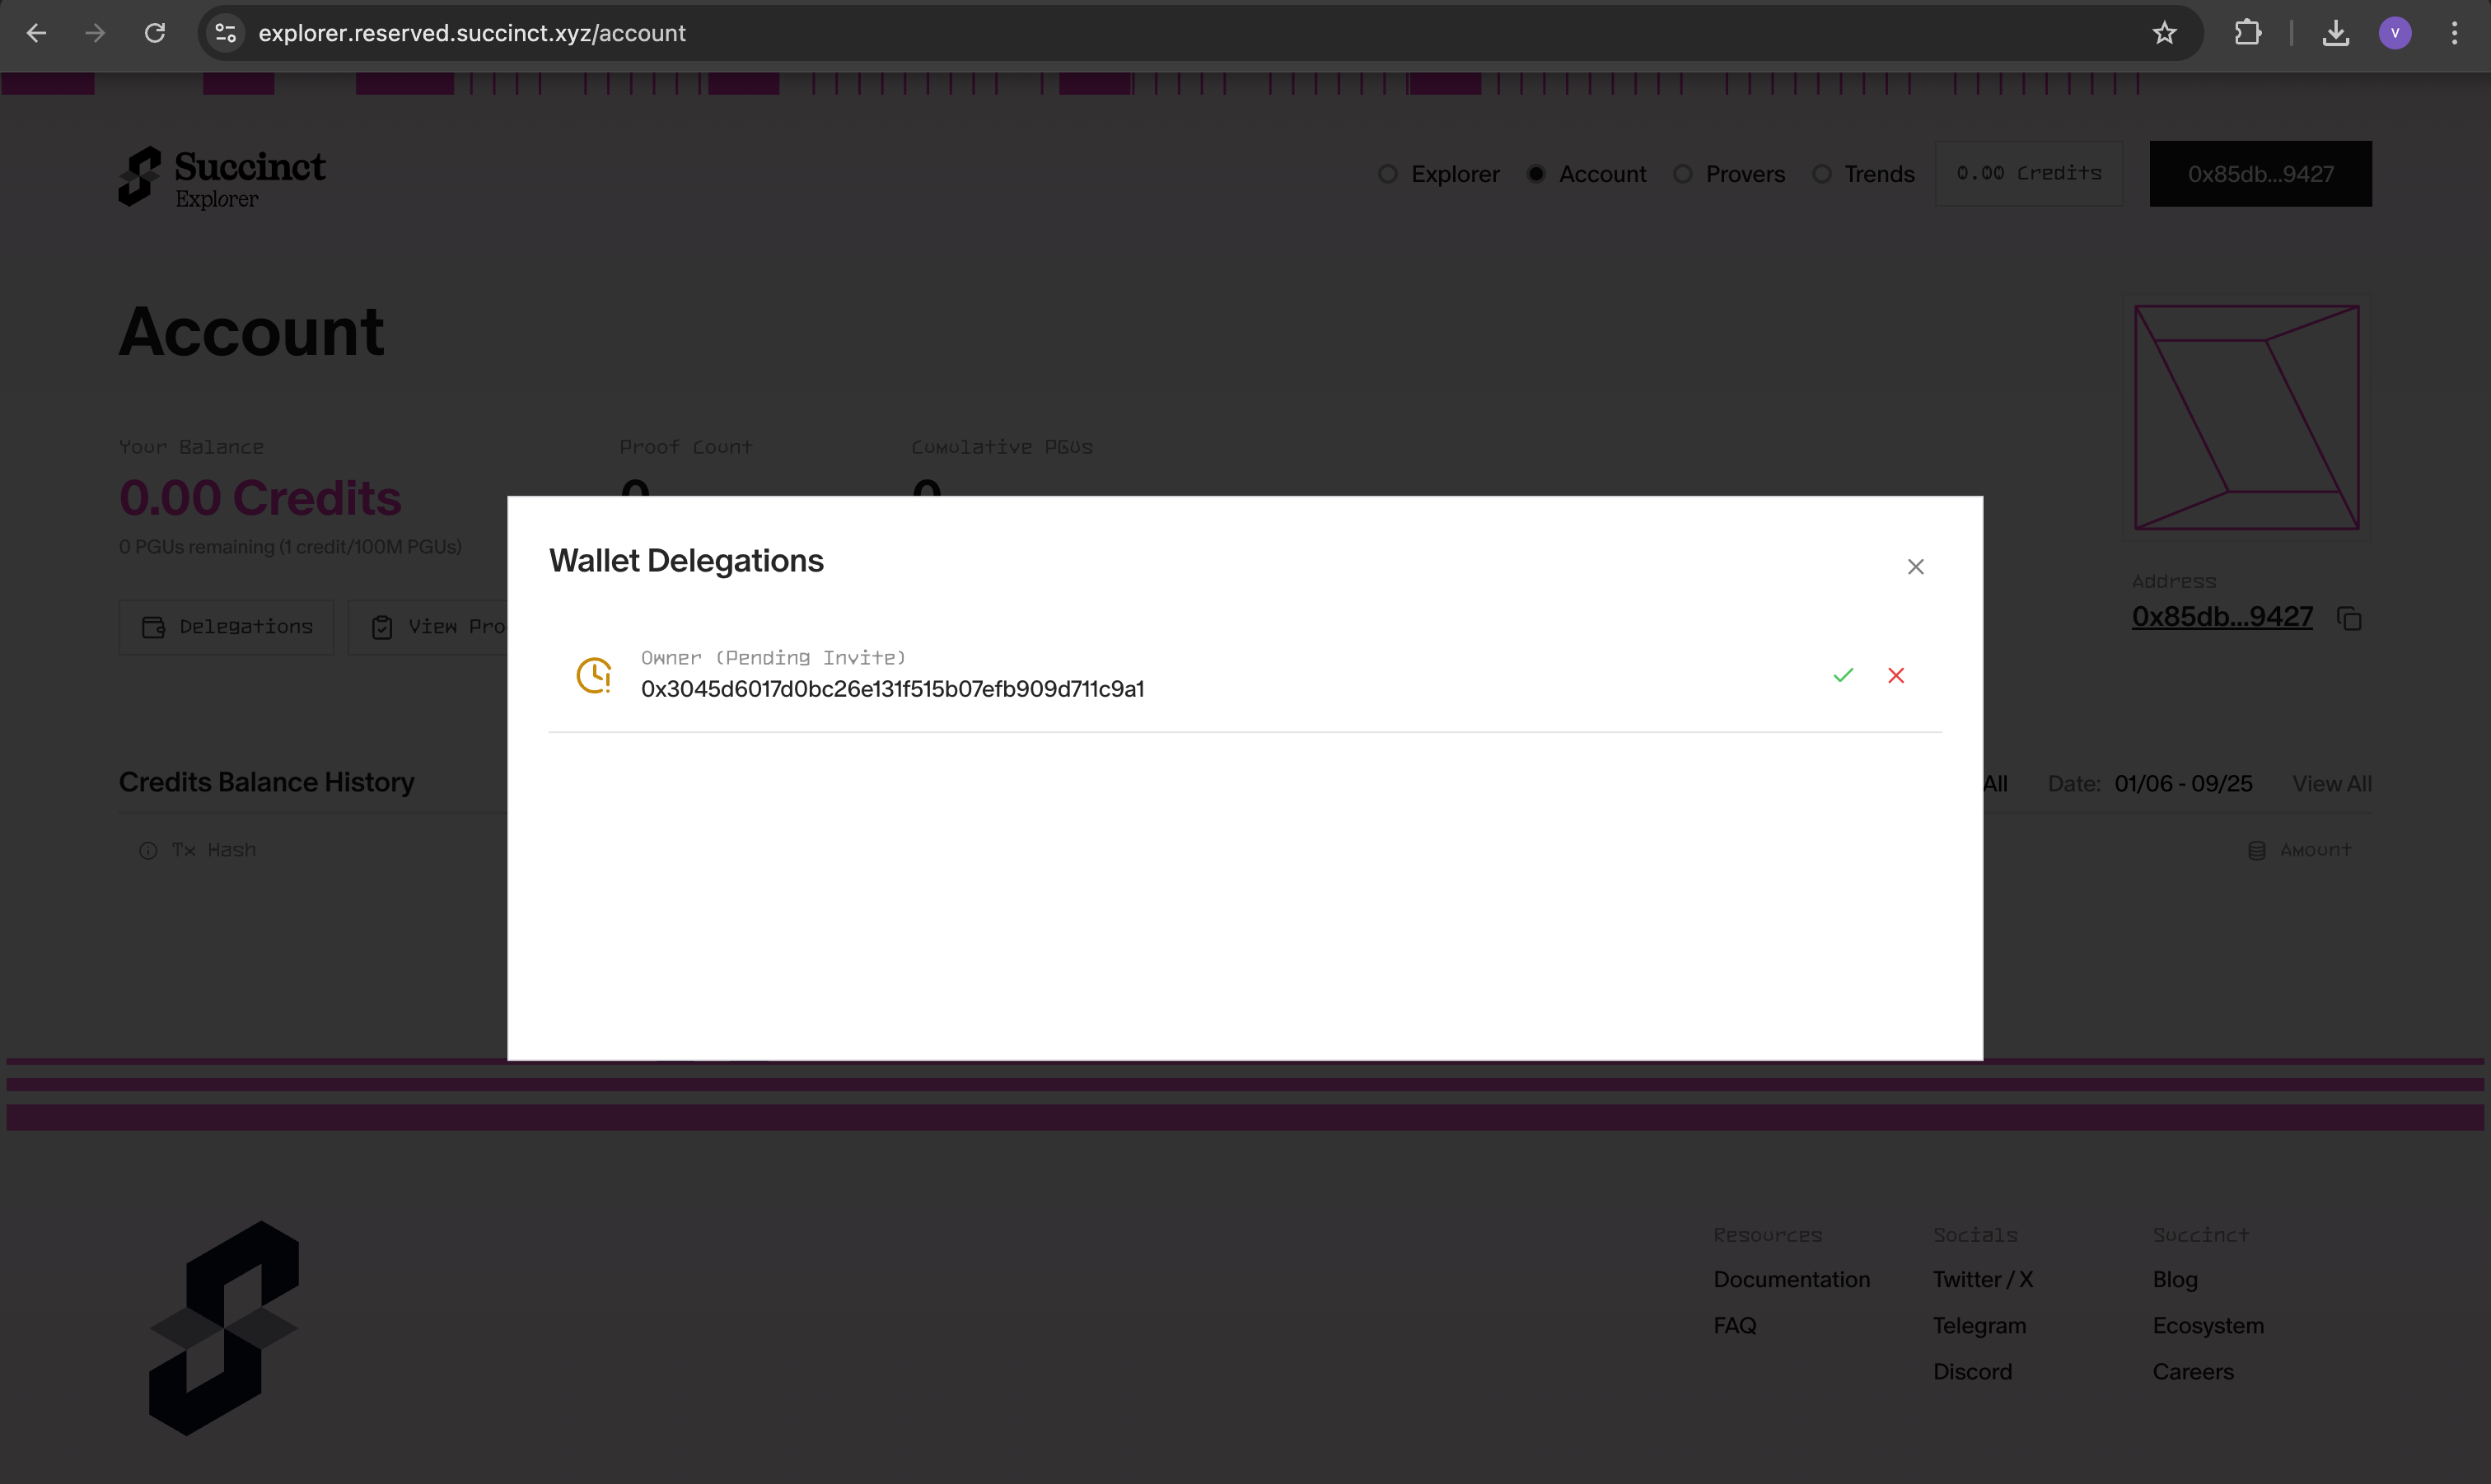 explorer.reserved.succinct.xyz/account
V
Succinct
Explorer
Explorer
Account
Provers
Trends
0.00 Credits
0x85db...9427
Account
Your Balance
0.00 Credits
0 PGUs remaining (1 credit/100M PGUs)
Proof Count
0
Cumulative PGUs
0
Delegations
View Pro
Address
0x85db...9427
Wallet Delegations
Owner (Pending Invite)
0x3045d6017d0bc26e131f515b07efb909d711c9a1
Credits Balance History
All
Date: 01/06 - 09/25
View All
Tx Hash
Amount
Resources
Documentation
FAQ
Socials
Twitter / X
Telegram
Discord
Succinct
Blog
Ecosystem
Careers